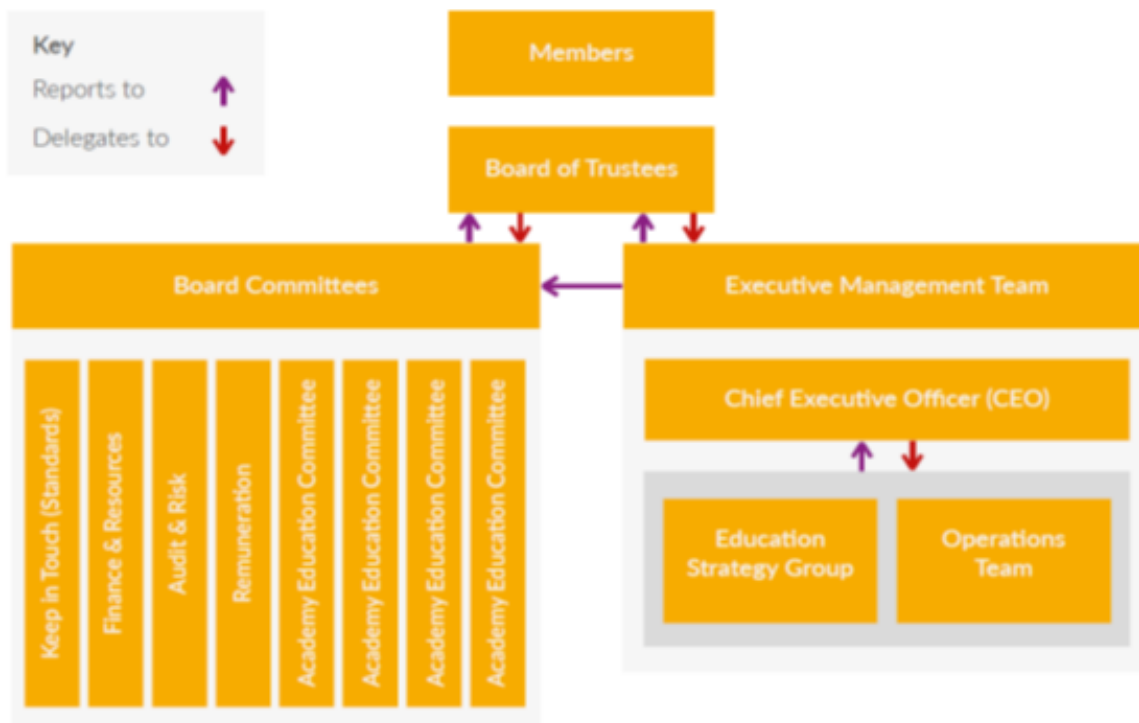 Key
Reports to
Delegates to
Members
Board of Trustees
Board Committees
Executive Management Team
Keep in Touch (Standards)
Finance & Resources
Audit & Risk
Remuneration
Academy Education Committee
Academy Education Committee
Academy Education Committee
Academy Education Committee
Chief Executive Officer (CEO)
Education
Strategy Group
Operations
Team